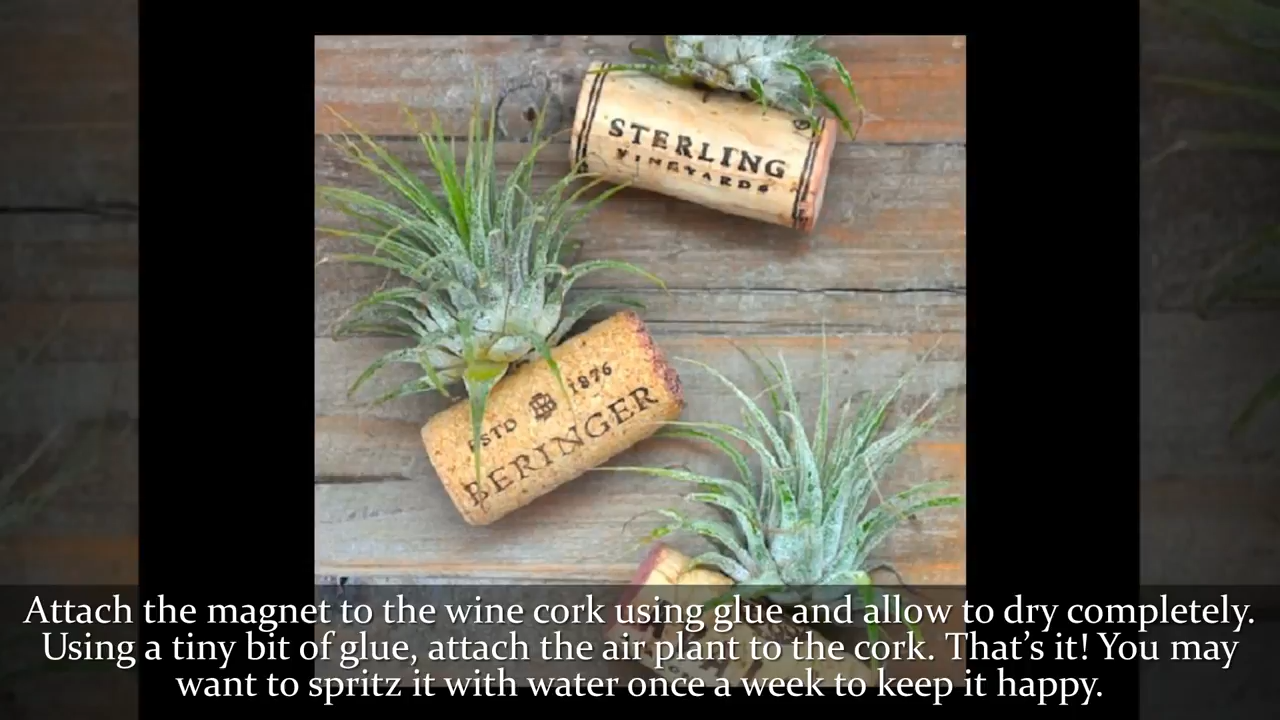 STERLING
VINEYARDS
ESTD 1876
BERINGER
Attach the magnet to the wine cork using glue and allow to dry completely.
Using a tiny bit of glue, attach the air plant to the cork. That's it! You may
want to spritz it with water once a week to keep it happy.